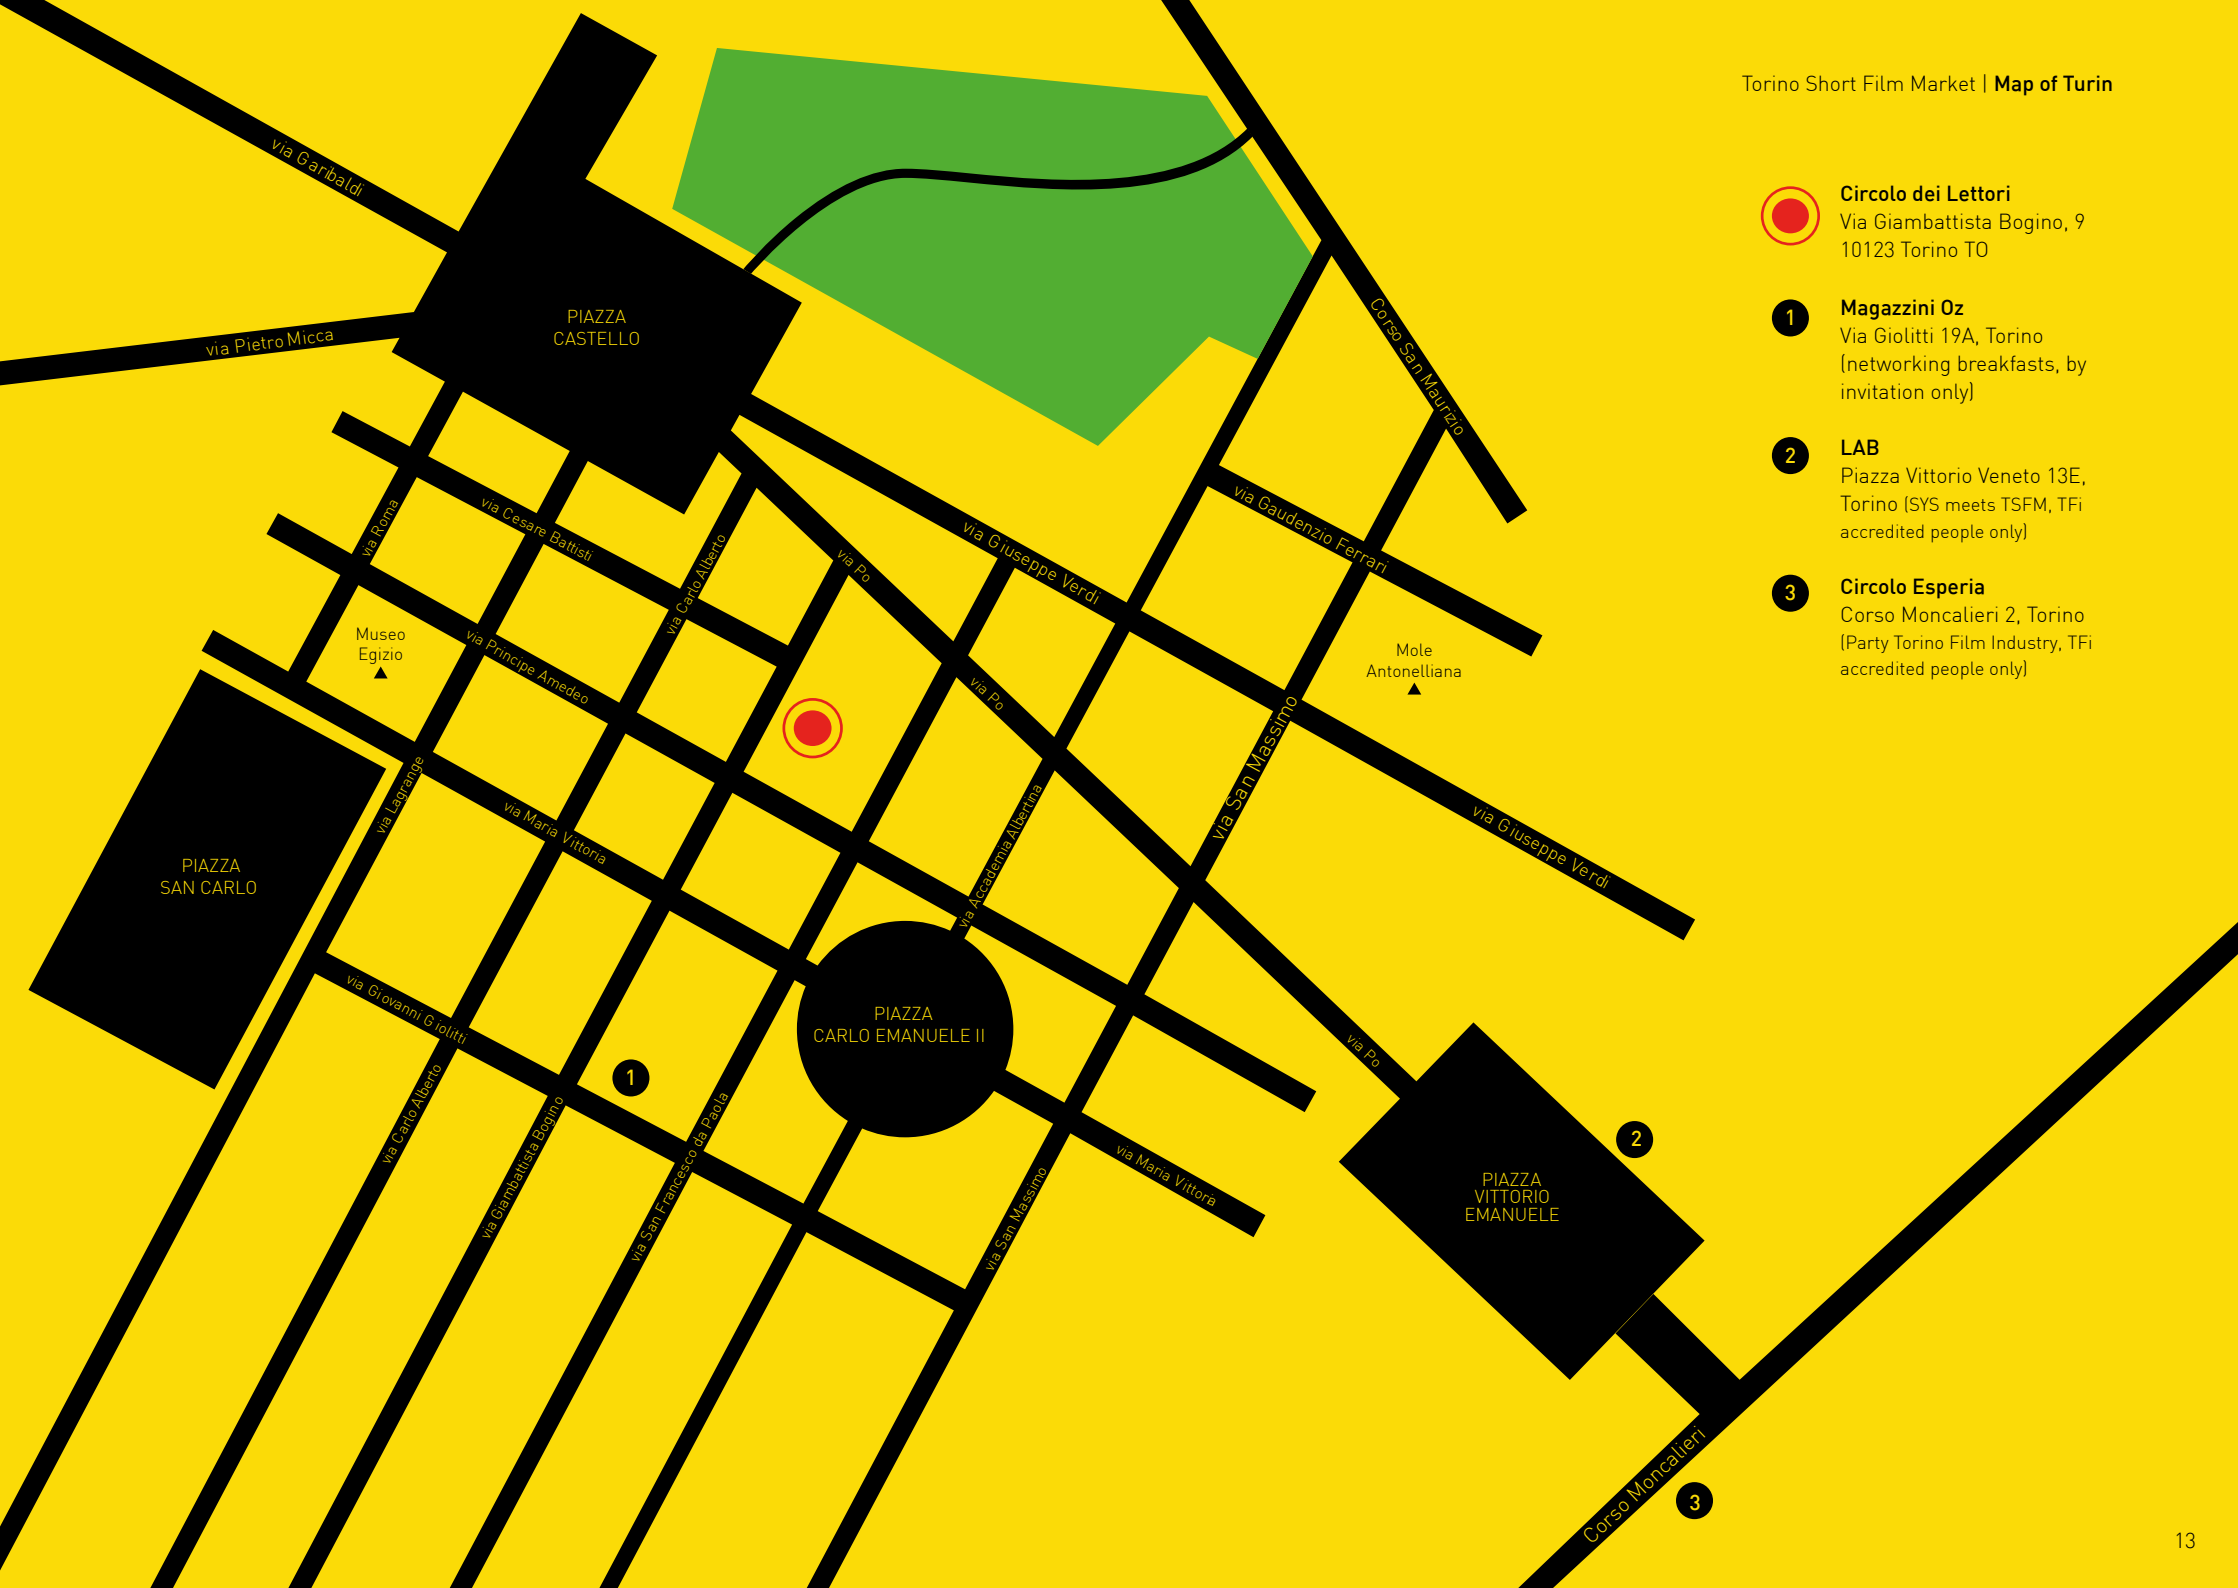 Torino Short Film Market | Map of Turin
Circolo dei Lettori
Via Giambattista Bogino, 9
10123 Torino TO
1
Magazzini Oz
Via Giolitti 19A, Torino
(networking breakfasts, by
invitation only)
2
LAB
Piazza Vittorio Veneto 13E,
Torino (SYS meets TSFM, TFi
accredited people only)
3
Circolo Esperia
Corso Moncalieri 2, Torino
(Party Torino Film Industry, TFi
accredited people only)
via Garibaldi
via Pietro Micca
PIAZZA
CASTELLO
Corso San Maurizio
via Roma
via Cesare Battisti
via Carlo Alberto
via Po
via Giuseppe Verdi
via Gaudenzio Ferrari
Museo
Egizio
via Principe Amedeo
Mole
Antonelliana
via Po
via San Massimo
via Lagrange
via Maria Vittoria
via Accademia Albertina
via Giuseppe Verdi
PIAZZA
SAN CARLO
via Giovanni Giolitti
PIAZZA
CARLO EMANUELE II
via Po
1
via Carlo Alberto
via Giambattista Bogino
via San Francesco da Paola
via San Massimo
via Maria Vittoria
2
PIAZZA
VITTORIO
EMANUELE
Corso Moncalieri
3
13